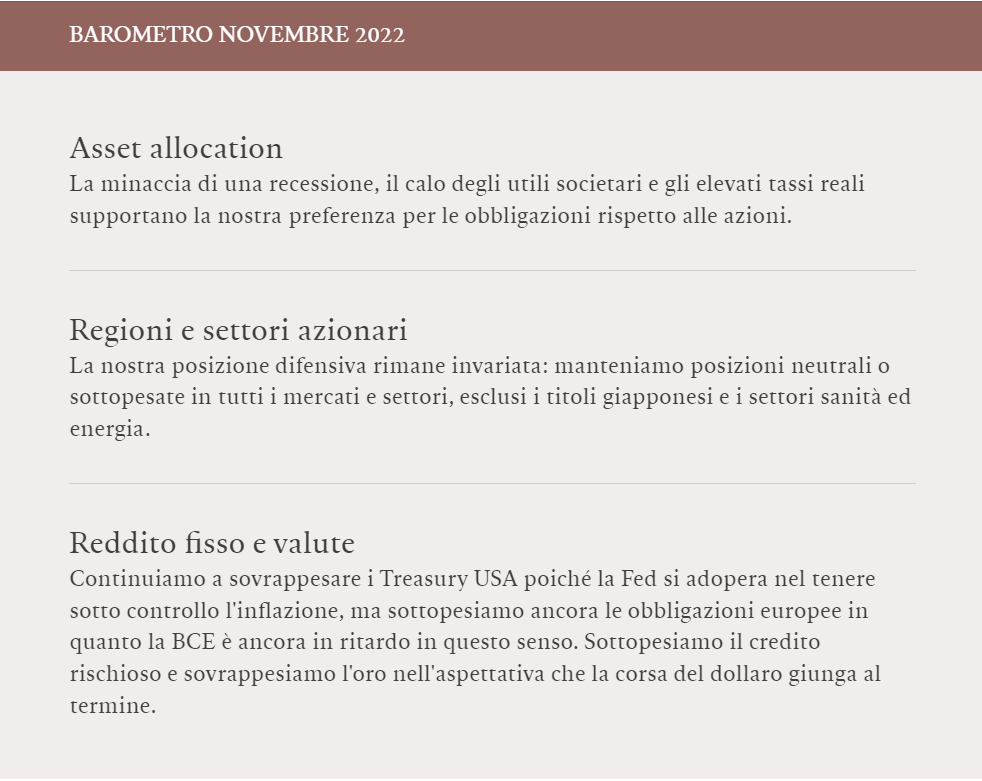 BAROMETRO NOVEMBRE 2022
Asset allocation
La minaccia di una recessione, il calo degli utili societari e gli elevati tassi reali
supportano la nostra preferenza per le obbligazioni rispetto alle azioni.
Regioni e settori azionari
La nostra posizione difensiva rimane invariata: manteniamo posizioni neutrali o
sottopesate in tutti i mercati e settori, esclusi i titoli giapponesi e i settori sanità ed
energia.
Reddito fisso e valute
Continuiamo a sovrappesare i Treasury USA poiché la Fed si adopera nel tenere
sotto controllo l'inflazione, ma sottopesiamo ancora le obbligazioni europee in
quanto la BCE è ancora in ritardo in questo senso. Sottopesiamo il credito
rischioso e sovrappesiamo l'oro nell'aspettativa che la corsa del dollaro giunga al
termine.